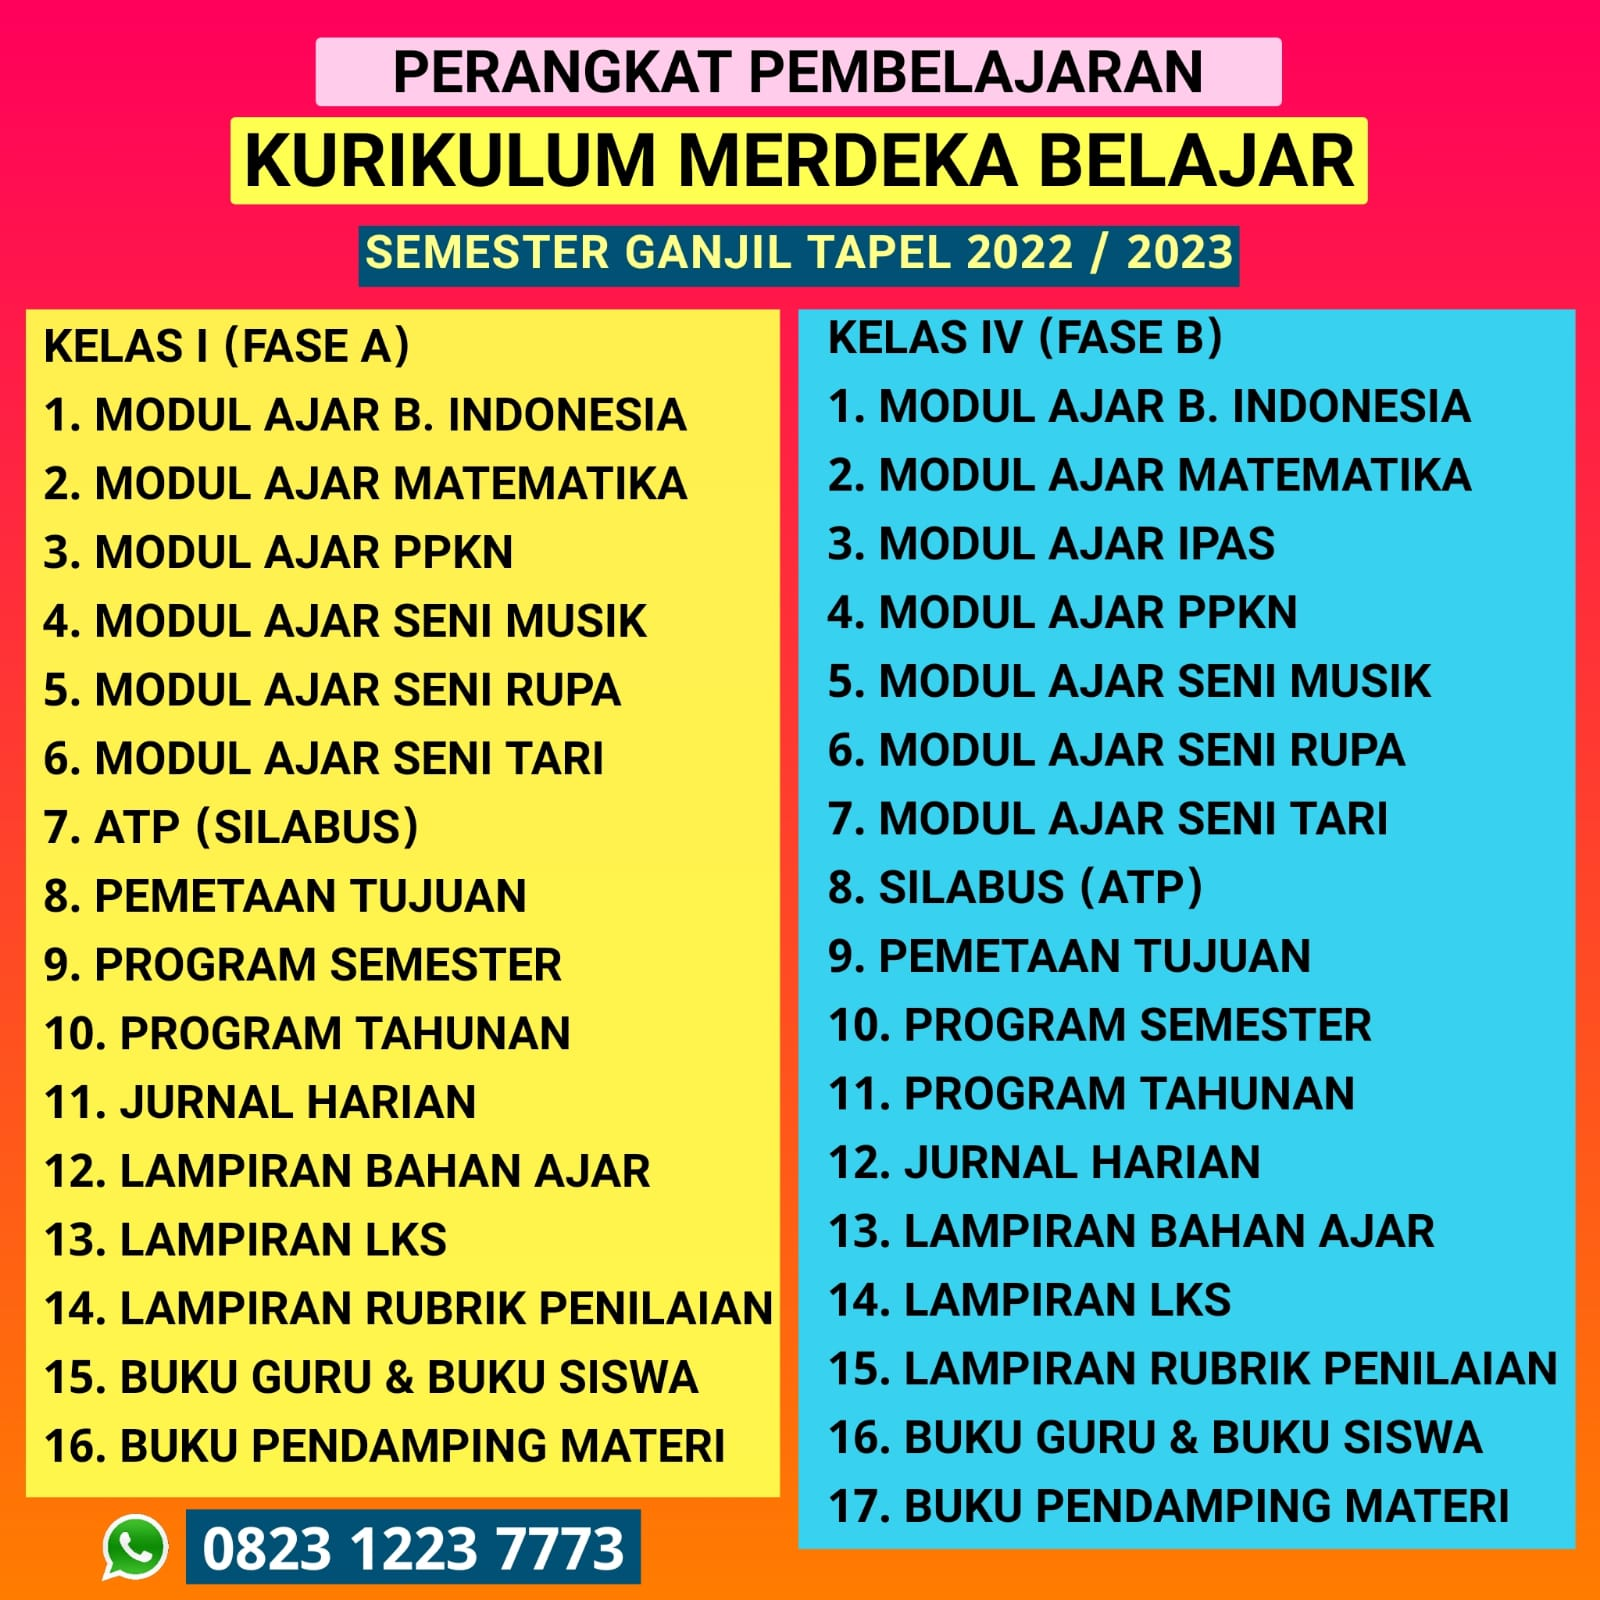 PERANGKAT PEMBELAJARAN
KURIKULUM MERDEKA BELAJAR
SEMESTER GANJIL TAPEL 2022 / 2023
KELAS I (FASE A)
1. MODUL AJAR B. INDONESIA
2. MODUL AJAR MATEMATIKA
3. MODUL AJAR PPKN
4. MODUL AJAR SENI MUSIK
5. MODUL AJAR SENI RUPA
6. MODUL AJAR SENI TARI
7. ATP (SILABUS)
8. PEMETAAN TUJUAN
9. PROGRAM SEMESTER
10. PROGRAM TAHUNAN
11. JURNAL HARIAN
12. LAMPIRAN BAHAN AJAR
13. LAMPIRAN LKS
14. LAMPIRAN RUBRIK PENILAIAN
15. BUKU GURU & BUKU SISWA
16. BUKU PENDAMPING MATERI
KELAS IV (FASE B)
1. MODUL AJAR B. INDONESIA
2. MODUL AJAR MATEMATIKA
3. MODUL AJAR IPAS
4. MODUL AJAR PPKN
5. MODUL AJAR SENI MUSIK
6. MODUL AJAR SENI RUPA
7. MODUL AJAR SENI TARI
8. SILABUS (ATP)
9. PEMETAAN TUJUAN
10. PROGRAM SEMESTER
11. PROGRAM TAHUNAN
12. JURNAL HARIAN
13. LAMPIRAN BAHAN AJAR
14. LAMPIRAN LKS
15. LAMPIRAN RUBRIK PENILAIAN
16. BUKU GURU & BUKU SISWA
17. BUKU PENDAMPING MATERI
0823 1223 7773